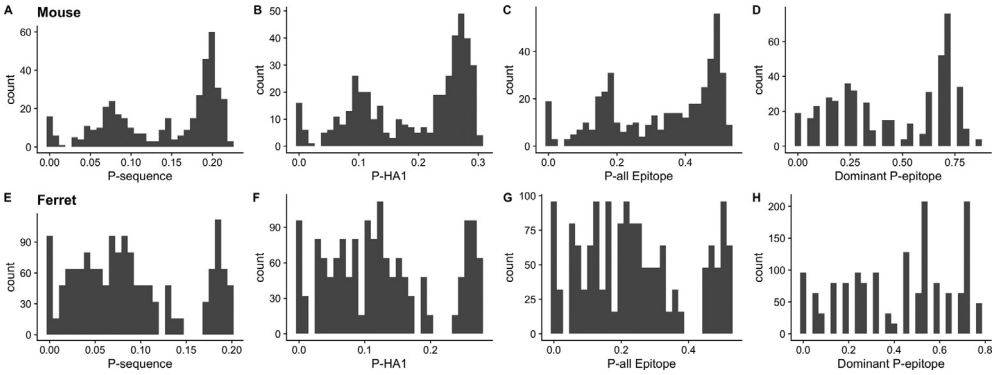 A Mouse
60
40
20
0
count
0.00 0.05 0.10 0.15 0.20
P-sequence
B
50
40
30
20
10
0
count
0.0 0.1 0.2 0.3
P-HA1
C
60
40
20
0
count
0.0 0.2 0.4
P-all Epitope
D
80
60
40
20
0
count
0.00 0.25 0.50 0.75
Dominant P-epitope
E Ferret
90
60
30
0
count
0.00 0.05 0.10 0.15 0.20
P-sequence
F
90
60
30
0
count
0.0 0.1 0.2
P-HA1
G
100
75
50
25
0
count
0.0 0.2 0.4
P-all Epitope
H
200
150
100
50
0
count
0.0 0.2 0.4 0.6 0.8
Dominant P-epitope